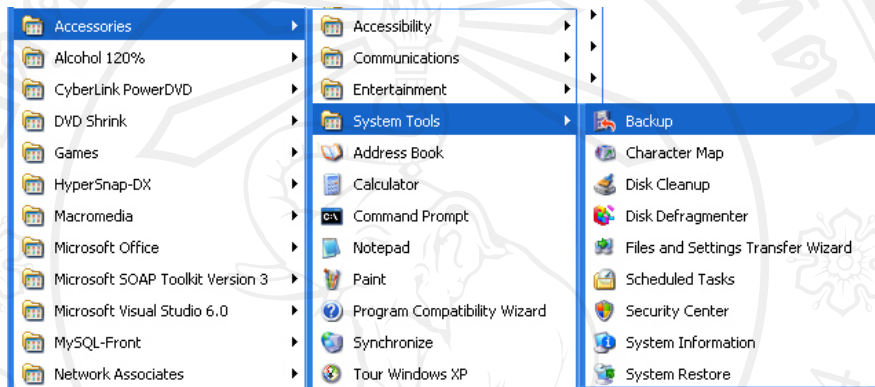 Accessories
Alcohol 120%
CyberLink PowerDVD
DVD Shrink
Games
HyperSnap-DX
Macromedia
Microsoft Office
Microsoft SOAP Toolkit Version 3
Microsoft Visual Studio 6.0
MySQL-Front
Network Associates
Accessibility
Communications
Entertainment
System Tools
Address Book
Calculator
Command Prompt
Notepad
Paint
Program Compatibility Wizard
Synchronize
Tour Windows XP
Backup
Character Map
Disk Cleanup
Disk Defragmenter
Files and Settings Transfer Wizard
Scheduled Tasks
Security Center
System Information
System Restore